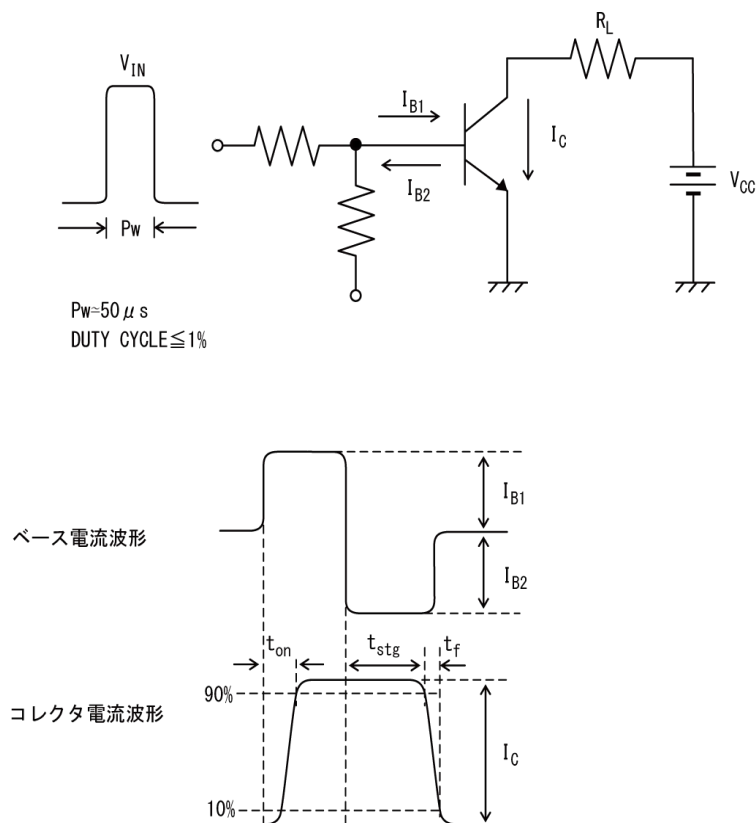 R_L
V_IN
I_B1
I_C
I_B2
V_CC
Pw
Pw≃50μs
DUTY CYCLE≦1%
I_B1
ベース電流波形
I_B2
t_on
t_stg
t_f
90%
コレクタ電流波形
I_C
10%